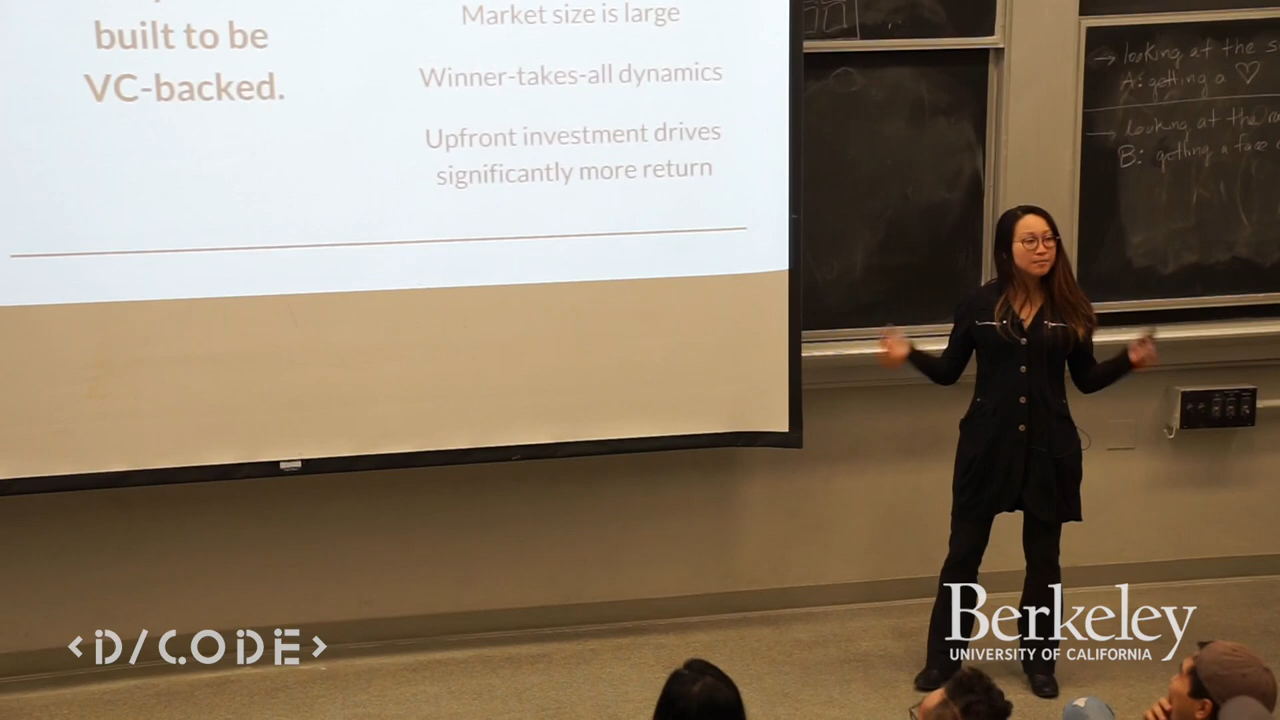 built to be
VC-backed.
Market size is large
Winner-takes-all dynamics
Upfront investment drives
significantly more return
→ looking at the s
A: getting a ♡
→ looking at the
B: getting a face
<D/CODE>
Berkeley
UNIVERSITY OF CALIFORNIA